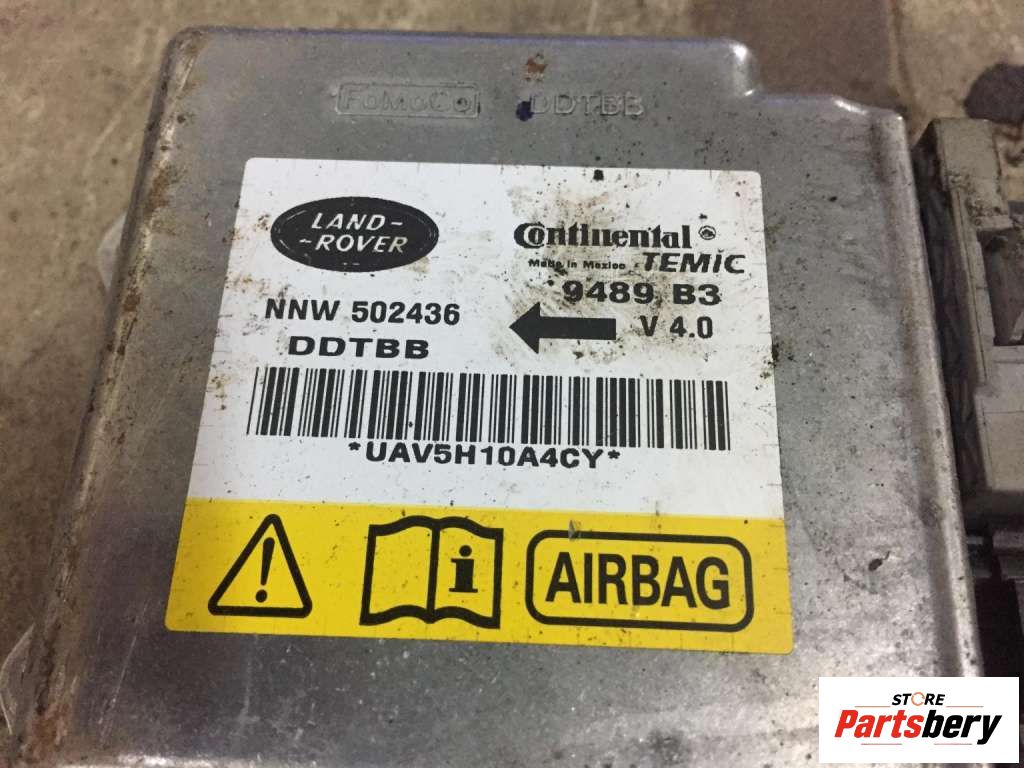 FoMoCo DDTBB
LAND-
-ROVER
Continental
Made in Mexico TEMIC
9489 B3
NNW 502436
V 4.0
DDTBB
*UAV5H10A4CY*
i AIRBAG
STORE
Partsbery